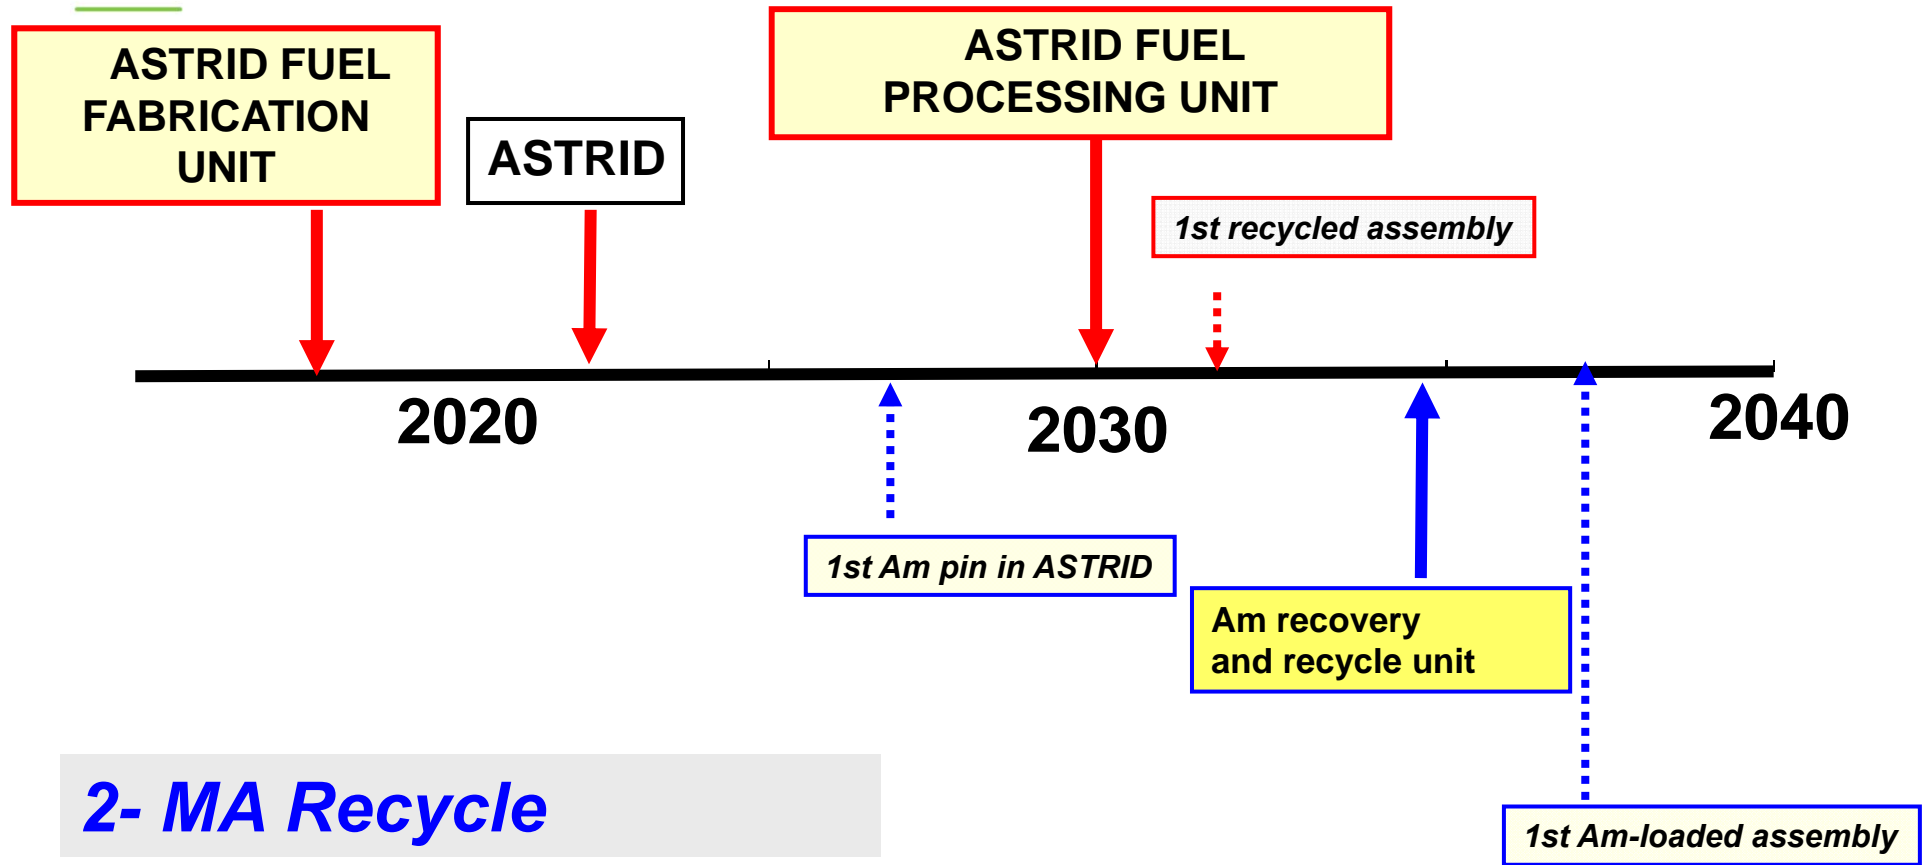 ASTRID FUEL
FABRICATION
UNIT
ASTRID
ASTRID FUEL
PROCESSING UNIT
1st recycled assembly
2020
2030
2040
1st Am pin in ASTRID
Am recovery
and recycle unit
2- MA Recycle
1st Am-loaded assembly